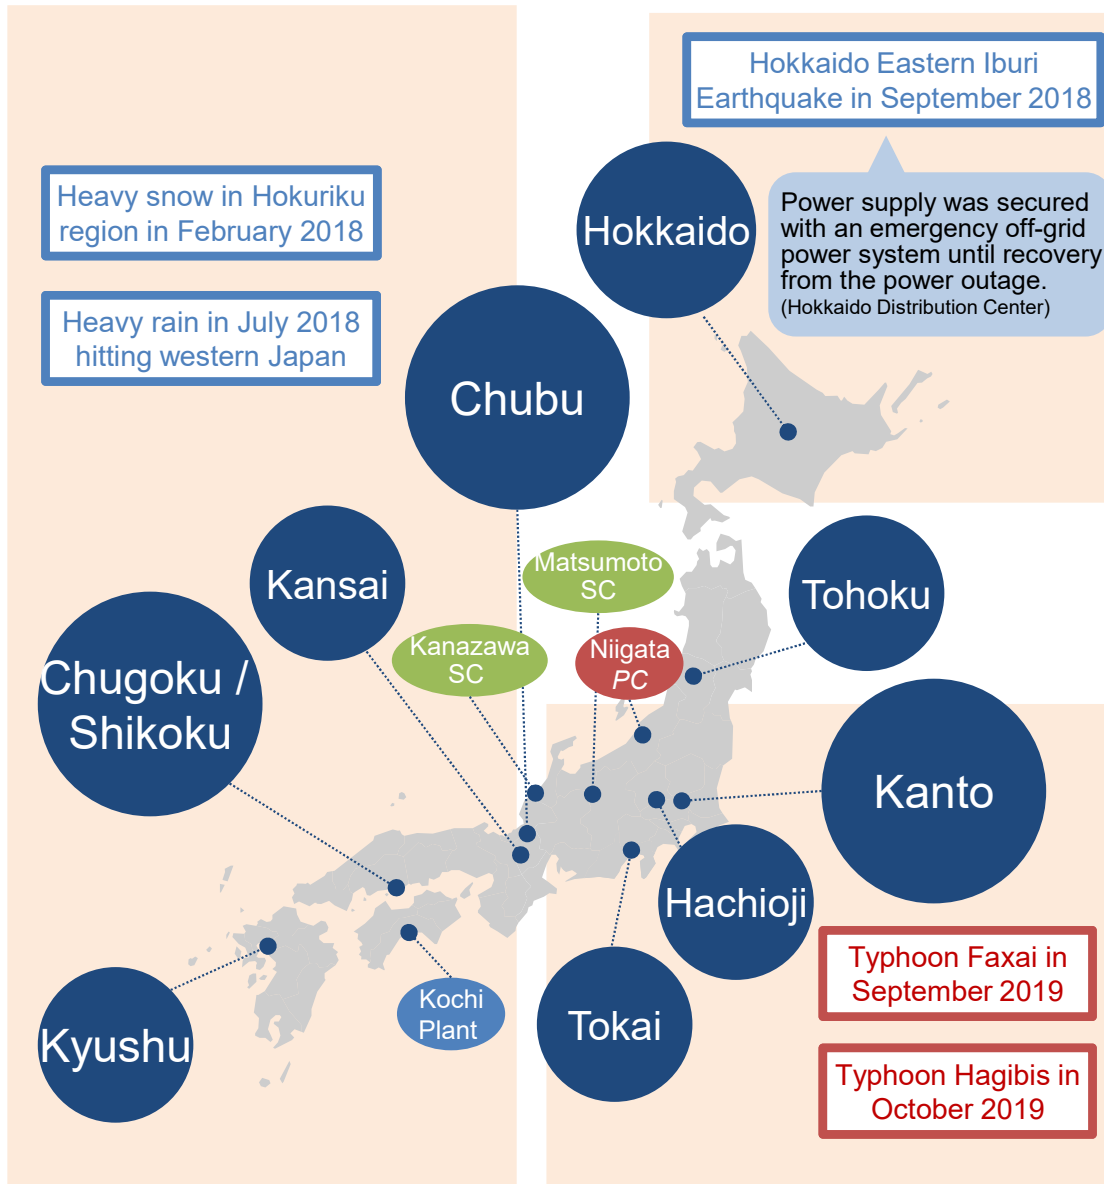 Hokkaido Eastern Iburi
Earthquake in September 2018
Heavy snow in Hokuriku
region in February 2018
Power supply was secured
with an emergency off-grid
power system until recovery
from the power outage.
(Hokkaido Distribution Center)
Hokkaido
Heavy rain in July 2018
hitting western Japan
Chubu
Matsumoto
SC
Kansai
Tohoku
Kanazawa
SC
Niigata
PC
Chugoku /
Shikoku
Kanto
Hachioji
Typhoon Faxai in
September 2019
Kochi
Plant
Tokai
Kyushu
Typhoon Hagibis in
October 2019